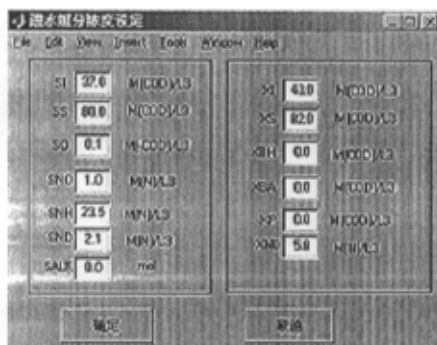 进水组分浓度设定
File Edit View Insert Tools Window Help
SI 37.0 M(COD)/L3
SS 80.0 M(COD)/L3
SO 0.1 M(-COD)/L3
SNO 1.0 M(N)/L3
SNH 23.5 M(N)/L3
SND 2.1 M(N)/L3
SALK 0.0 mol
XI 43.0 M(COD)/L3
XS 82.0 M(COD)/L3
XBH 0.0 M(COD)/L3
XBA 0.0 M(COD)/L3
XP 0.0 M(COD)/L3
XND 5.8 M(N)/L3
确定
取消